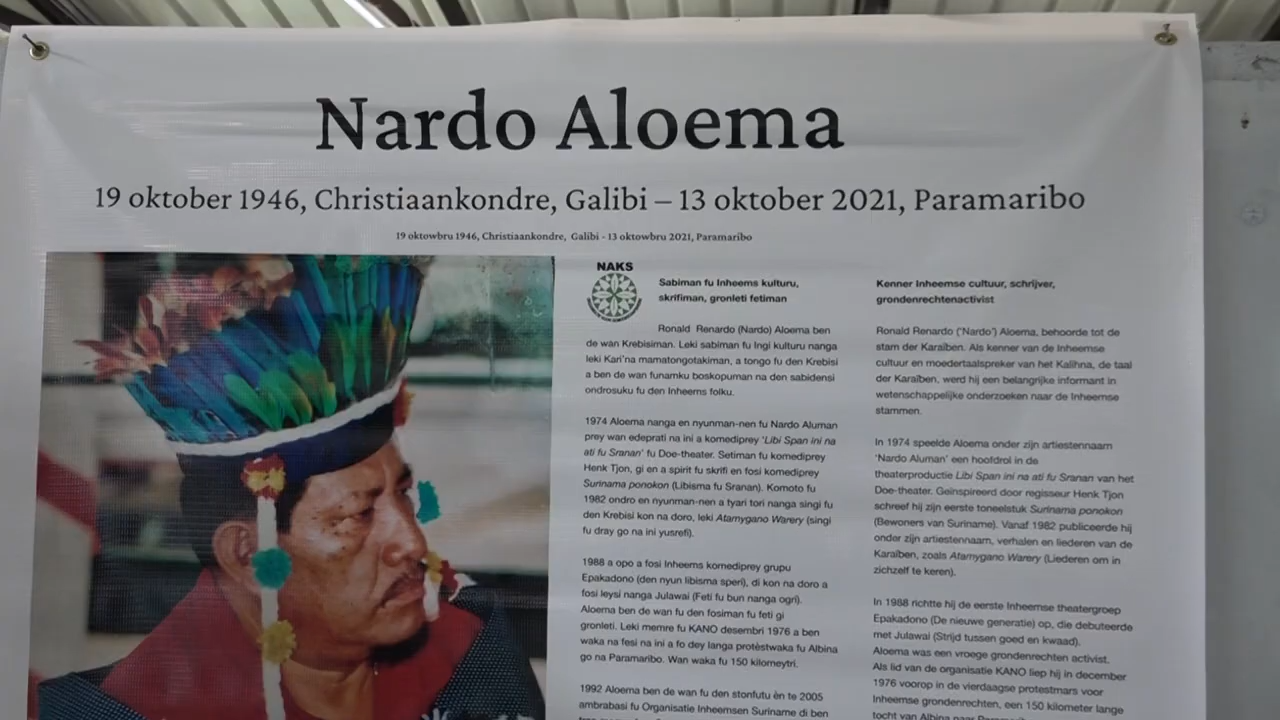 Nardo Aloema
19 oktober 1946, Christiaankondre, Galibi – 13 oktober 2021, Paramaribo
19 oktowbru 1946, Christiaankondre, Galibi - 13 oktowbru 2021, Paramaribo
NAKS
Sabiman fu Inheems kulturu,
skrifiman, gronleti fetiman
Ronald Renardo (Nardo) Aloema ben
de wan Krebisiman. Leki sabiman fu Ingi kulturu nanga
leki Kari'na mamatongotakiman, a tongo fu den Krebisi
a ben de wan funamku boskopuman na den sabidensi
ondrosuku fu den Inheems folku.
1974 Aloema nanga en nyunman-nen fu Nardo Aluman
prey wan edeprati na ini a komediprey 'Libi Span ini na
ati fu Sranan' fu Doe-theater. Setiman fu komediprey
Henk Tjon, gi en a spirit fu skrifi en fosi komediprey
Surinama ponokon (Libisma fu Sranan). Komoto fu
1982 ondro en nyunman-nen a tyari tori nanga singi fu
den Krebisi kon na doro, leki Atamygano Warery (singi
fu dray go na ini yusrefi).
1988 a opo a fosi Inheems komediprey grupu
Epakadono (den nyun libisma speri), di kon na doro a
fosi leysi nanga Julawai (Feti fu bun nanga ogri).
Aloema ben de wan fu den fosiman fu feti gi
gronleti. Leki memre fu KANO desembri 1976 a ben
waka na fesi na ini a fo dey langa protèstwaka fu Albina
go na Paramaribo. Wan waka fu 150 kilomeytri.
1992 Aloema ben de wan fu den stonfutu èn te 2005
ambrabasi fu Organisatie Inheemsen Suriname di ben
Kenner Inheemse cultuur, schrijver,
grondenrechtenactivist
Ronald Renardo ('Nardo') Aloema, behoorde tot de
stam der Karaïben. Als kenner van de Inheemse
cultuur en moedertaalspreker van het Kalihna, de taal
der Karaïben, werd hij een belangrijke informant in
wetenschappelijke onderzoeken naar de Inheemse
stammen.
In 1974 speelde Aloema onder zijn artiestennaam
'Nardo Aluman' een hoofdrol in de
theaterproductie Libi Span ini na ati fu Sranan van het
Doe-theater. Geïnspireerd door regisseur Henk Tjon
schreef hij zijn eerste toneelstuk Surinama ponokon
(Bewoners van Suriname). Vanaf 1982 publiceerde hij
onder zijn artiestennaam, verhalen en liederen van de
Karaïben, zoals Atamygano Warery (Liederen om in
zichzelf te keren).
In 1988 richtte hij de eerste Inheemse theatergroep
Epakadono (De nieuwe generatie) op, die debuteerde
met Julawai (Strijd tussen goed en kwaad).
Aloema was een vroege grondenrechten activist.
Als lid van de organisatie KANO liep hij in december
1976 voorop in de vierdaagse protestmars voor
Inheemse grondenrechten, een 150 kilometer lange
tocht van Albina naar